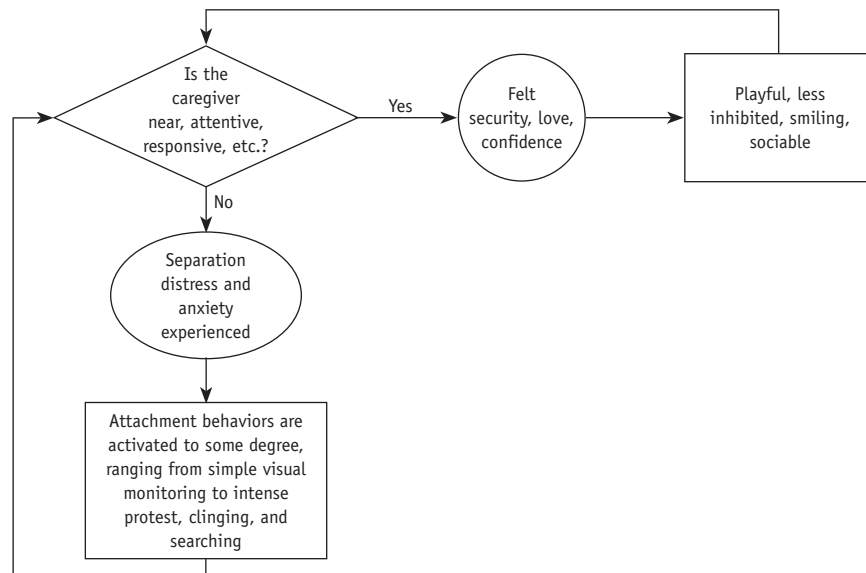 Is the
caregiver
near, attentive,
responsive, etc.?
Yes
Felt
security, love,
confidence
Playful, less
inhibited, smiling,
sociable
No
Separation
distress and
anxiety
experienced
Attachment behaviors are
activated to some degree,
ranging from simple visual
monitoring to intense
protest, clinging, and
searching